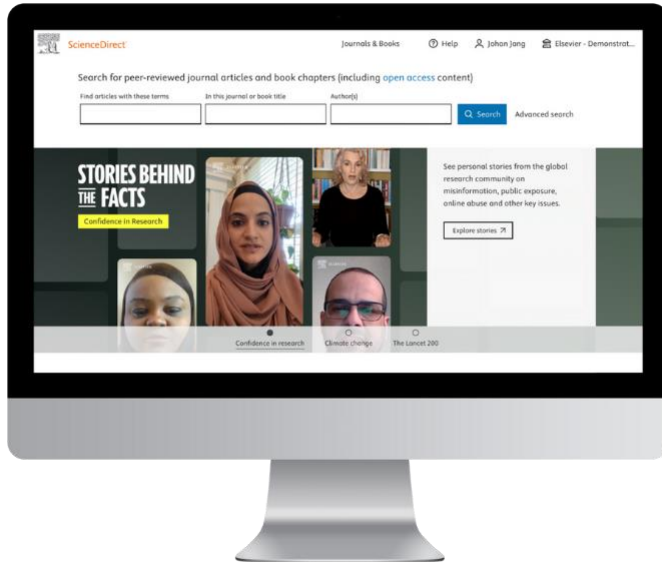 ScienceDirect
Journals & Books
Help
Johan Jang
Elsevier - Demonstrat...
Search for peer-reviewed journal articles and book chapters (including open access content)
Find articles with these terms
In this journal or book title
Author(s)
Search
Advanced search
STORIES BEHIND
THE FACTS
Confidence in Research
See personal stories from the global
research community on
misinformation, public exposure,
online abuse and other key issues.
Explore stories
Confidence in research
Climate change
The Lancet 200